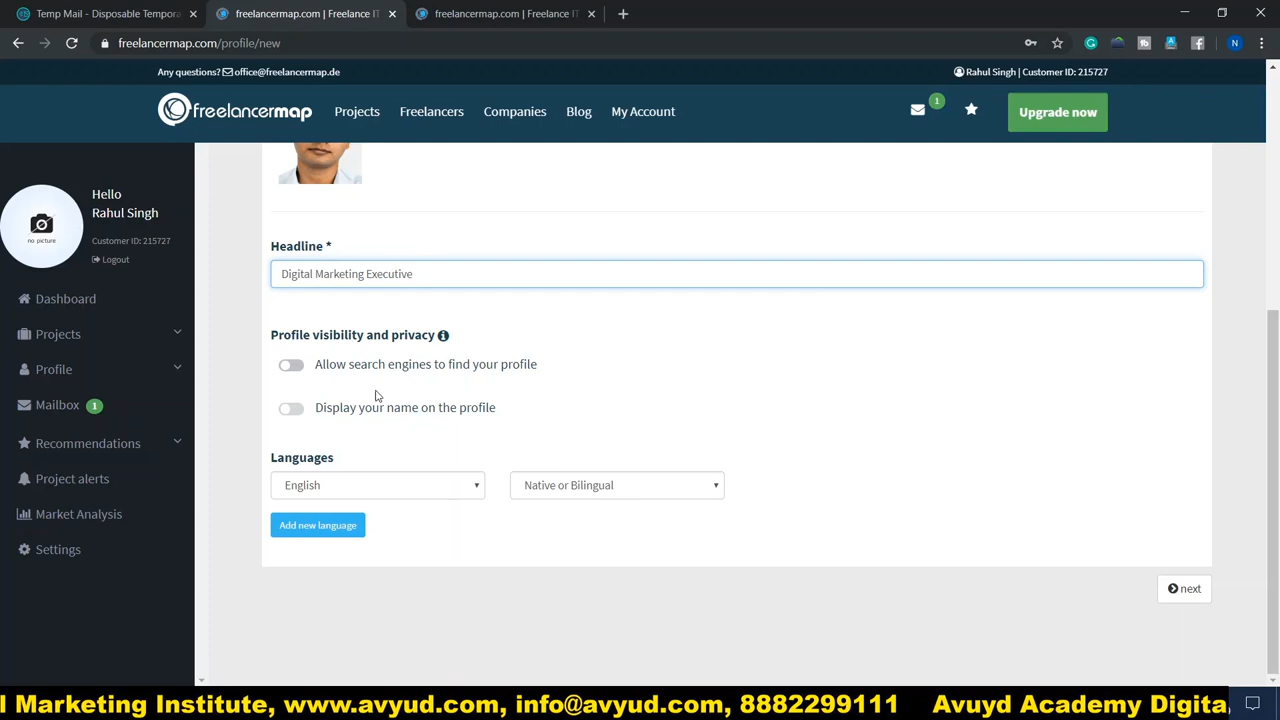 Temp Mail - Disposable Tempora
freelancermap.com | Freelance IT
freelancermap.com | Freelance IT
freelancermap.com/profile/new
N
Any questions? office@freelancermap.de
Rahul Singh | Customer ID: 215727
freelancermap
Projects
Freelancers
Companies
Blog
My Account
1
Upgrade now
no picture
Hello
Rahul Singh
Customer ID: 215727
Logout
Dashboard
Projects
Profile
Mailbox 1
Recommendations
Project alerts
Market Analysis
Settings
Headline *
Digital Marketing Executive
Profile visibility and privacy
Allow search engines to find your profile
Display your name on the profile
Languages
English
Native or Bilingual
Add new language
next
l Marketing Institute, www.avyud.com, info@avyud.com, 8882299111 Avuyd Academy Digita